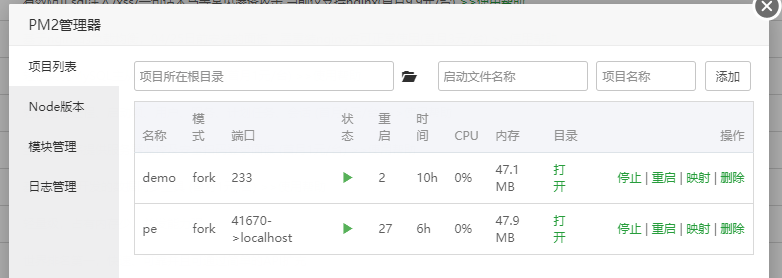 PM2管理器
项目列表
Node版本
模块管理
日志管理
项目所在根目录 启动文件名称 项目名称 添加
名称 模式 端口 状态 重启 时间 CPU 内存 目录 操作
demo fork 233 2 10h 0% 47.1 MB 打开 停止 | 重启 | 映射 | 删除
pe fork 41670->localhost 27 6h 0% 47.9 MB 打开 停止 | 重启 | 映射 | 删除